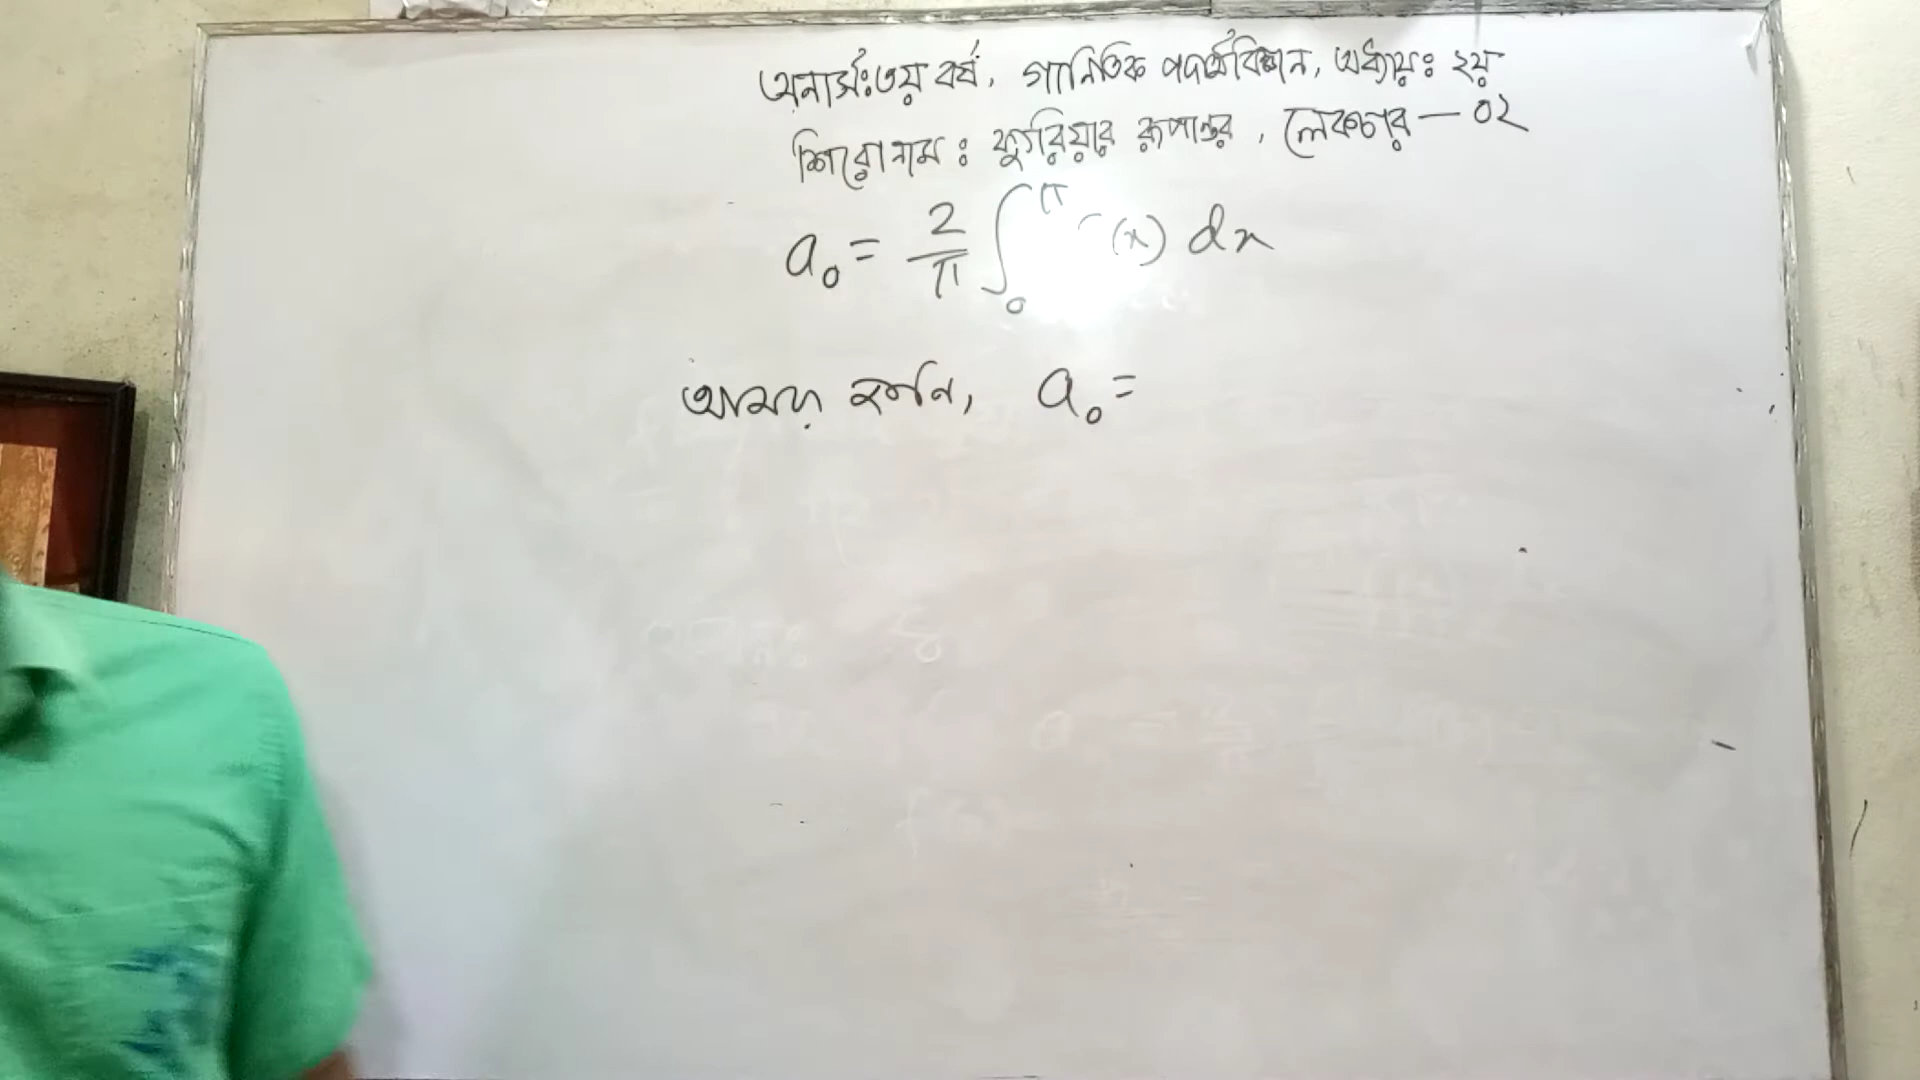 অনার্স ৩য় বর্ষ, গানিতিক পদার্থবিজ্ঞান, অধ্যায়ঃ ২য়
শিরোনামঃ ফুরিয়ার রূপান্তর, লেকচার — ০২
a₀ = 2/π ∫₀^π f(x) dx
আমরা জানি, a₀ =